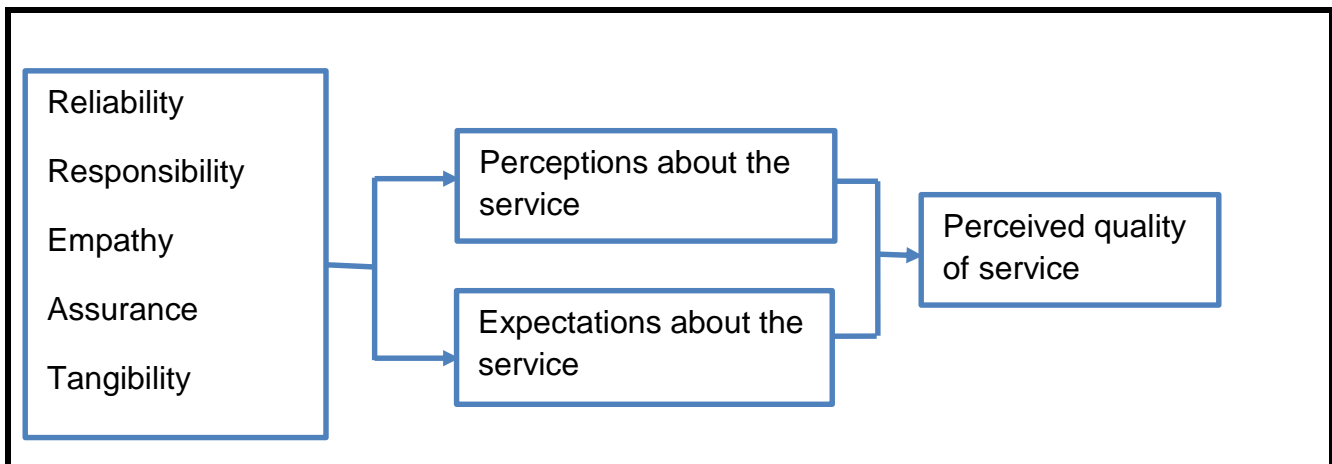 Reliability
Responsibility
Empathy
Assurance
Tangibility
Perceptions about the
service
Expectations about the
service
Perceived quality
of service